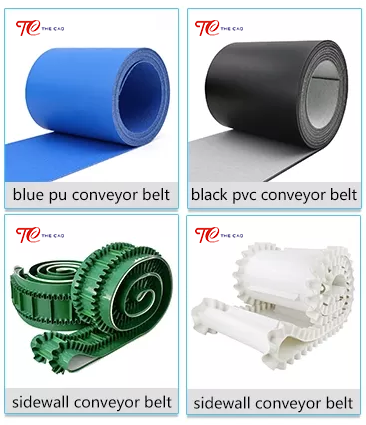 TC THE CAO
TC THE CAO
blue pu conveyor belt
black pvc conveyor belt
TC THE CAO
TC THE CAO
sidewall conveyor belt
sidewall conveyor belt